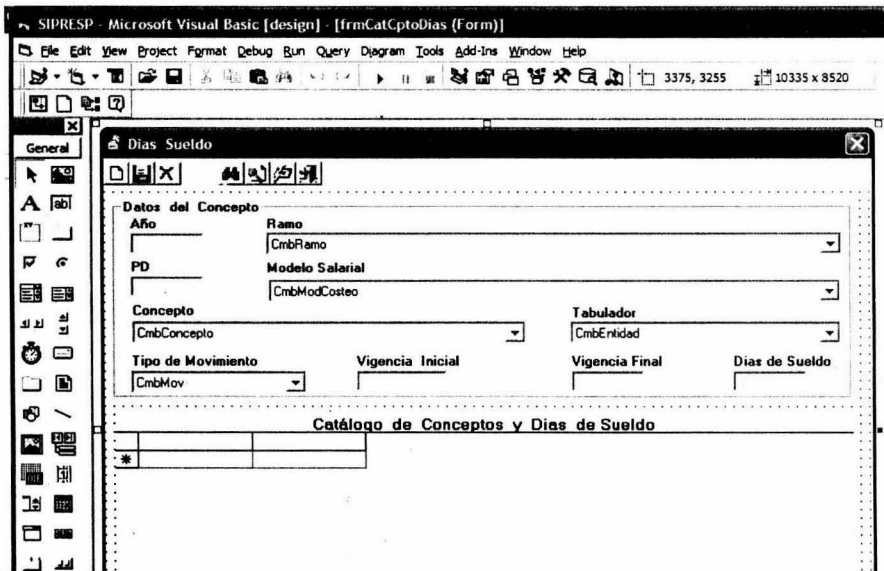 SIPRESP - Microsoft Visual Basic [design] - [frmCatCptoDias (Form)]
File Edit View Project Format Debug Run Query Diagram Tools Add-Ins Window Help
3375, 3255 10335 x 8520
General
Dias Sueldo
A ab|
Datos del Concepto
Año Ramo
CmbRamo
PD Modelo Salarial
CmbModCosteo
Concepto Tabulador
CmbConcepto CmbEntidad
Tipo de Movimiento Vigencia Inicial Vigencia Final Dias de Sueldo
CmbMov
Catálogo de Conceptos y Dias de Sueldo